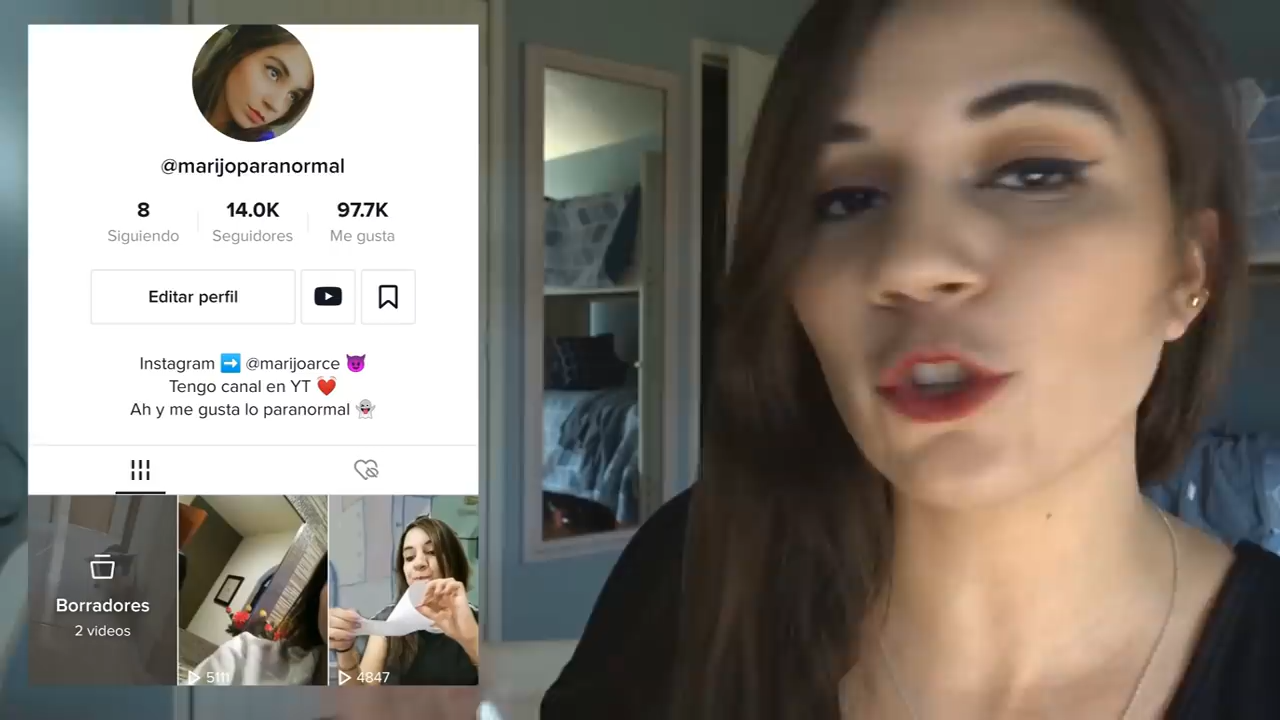 @marijoparanormal
8 14.0K 97.7K
Siguiendo Seguidores Me gusta
Editar perfil
Instagram ➡️ @marijoarce 😈
Tengo canal en YT ❤️
Ah y me gusta lo paranormal 👻
Borradores
2 videos
5111 4847